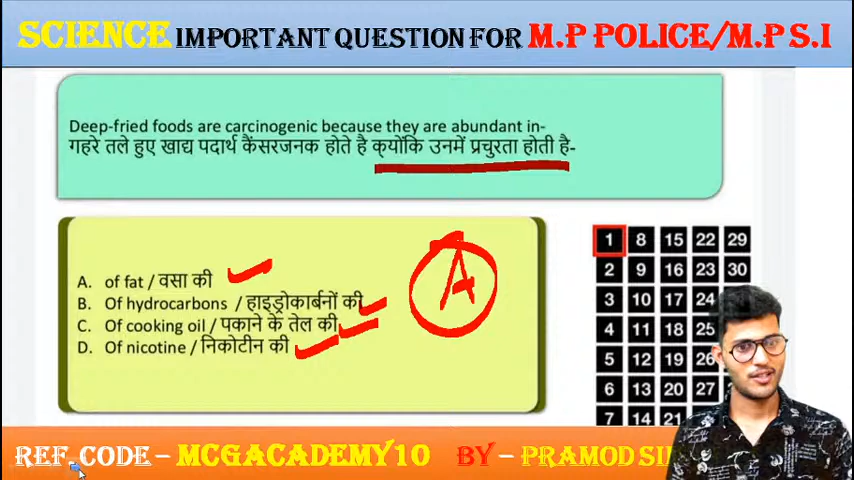 SCIENCE IMPORTANT QUESTION FOR M.P POLICE/M.P S.I
Deep-fried foods are carcinogenic because they are abundant in-
गहरे तले हुए खाद्य पदार्थ कैंसरजनक होते है क्योंकि उनमें प्रचुरता होती है-
A. of fat / वसा की
B. Of hydrocarbons / हाइड्रोकार्बनों की
C. Of cooking oil / पकाने के तेल की
D. Of nicotine / निकोटीन की
A
1 8 15 22 29
2 9 16 23 30
3 10 17 24
4 11 18 25
5 12 19 26
6 13 20 27
7 14 21
REF. CODE - MCGACADEMY10 BY - PRAMOD